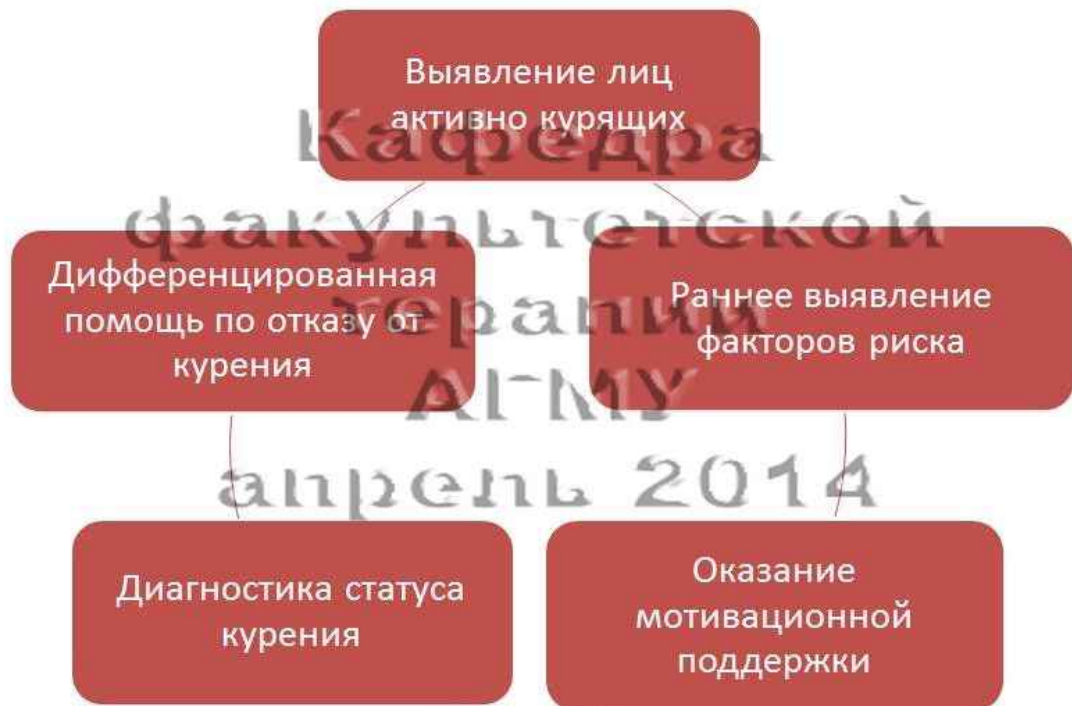 Выявление лиц
активно курящих
Дифференцированная
помощь по отказу от
курения
Раннее выявление
факторов риска
Диагностика статуса
курения
Оказание
мотивационной
поддержки
Кафедра
факультетской
терапии
АГМУ
апрель 2014